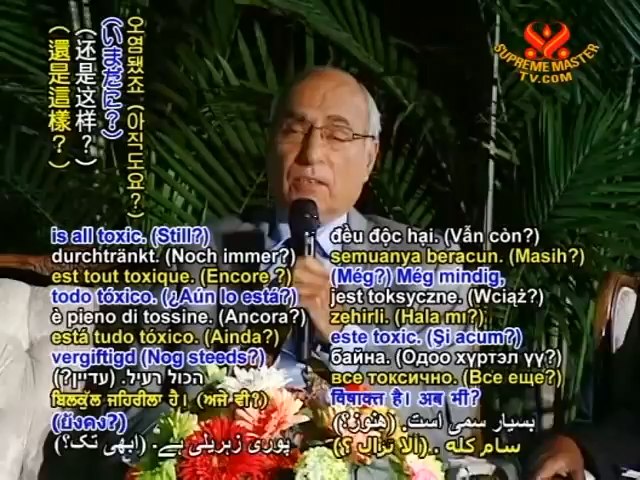 오염됐죠 (아직도요?)
(いまだに?)
(还是这样?)
(還是這樣?)
SUPREME MASTER
TV.COM
is all toxic. (Still?)
durchtränkt. (Noch immer?)
est tout toxique. (Encore ?)
todo tóxico. (¿Aún lo está?)
è pieno di tossine. (Ancora?)
está tudo tóxico. (Ainda?)
vergiftigd (Nog steeds?)
הכול רעיל. (עדיין?)
ਬਿਲਕੁੱਲ ਜਹਿਰੀਲਾ ਹੈ। (ਅਜੇ ਵੀ?)
(ยังคง?)
پوری زہریلی ہے. (ابھی تک؟)
đều độc hại. (Vẫn còn?)
semuanya beracun. (Masih?)
(Még?) Még mindig,
jest toksyczne. (Wciąż?)
zehirli. (Hala mı?)
este toxic. (Şi acum?)
байна. (Одоо хүртэл үү?)
все токсично. (Все еще?)
विषाक्त है। अब भी?
بسیار سمی است. (هنوز؟)
سام كله .. (ألا تزال ؟)